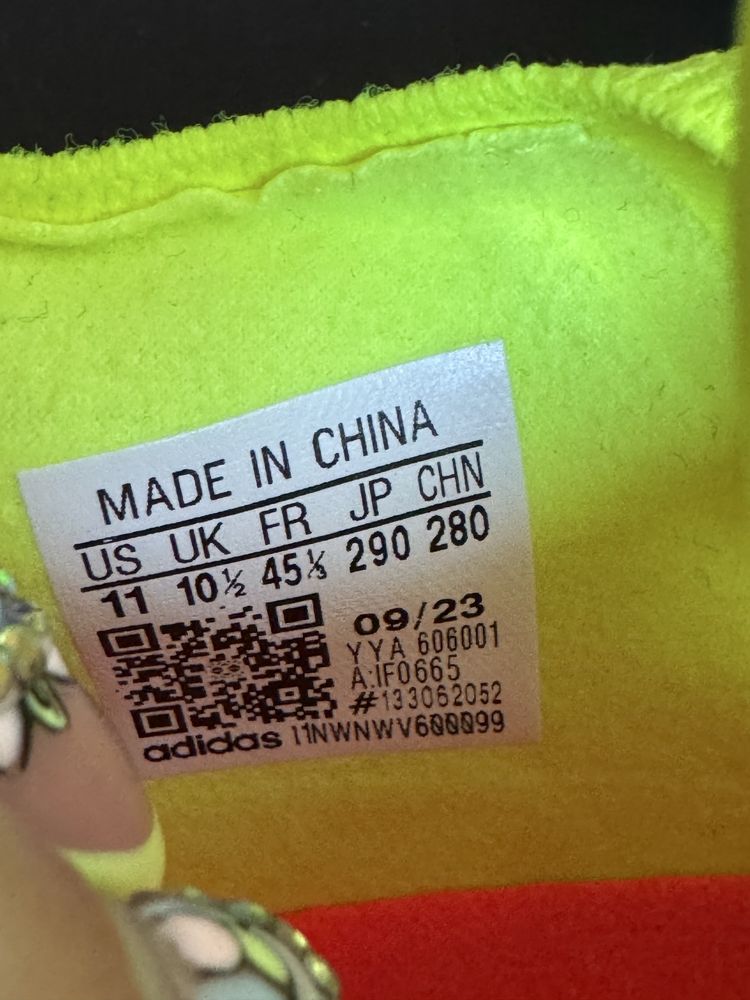 MADE IN CHINA
US UK FR JP CHN
11 10½ 45⅓ 290 280
09/23
YYA 606001
A:IF0665
#133062052
adidas 11NWNWV600099